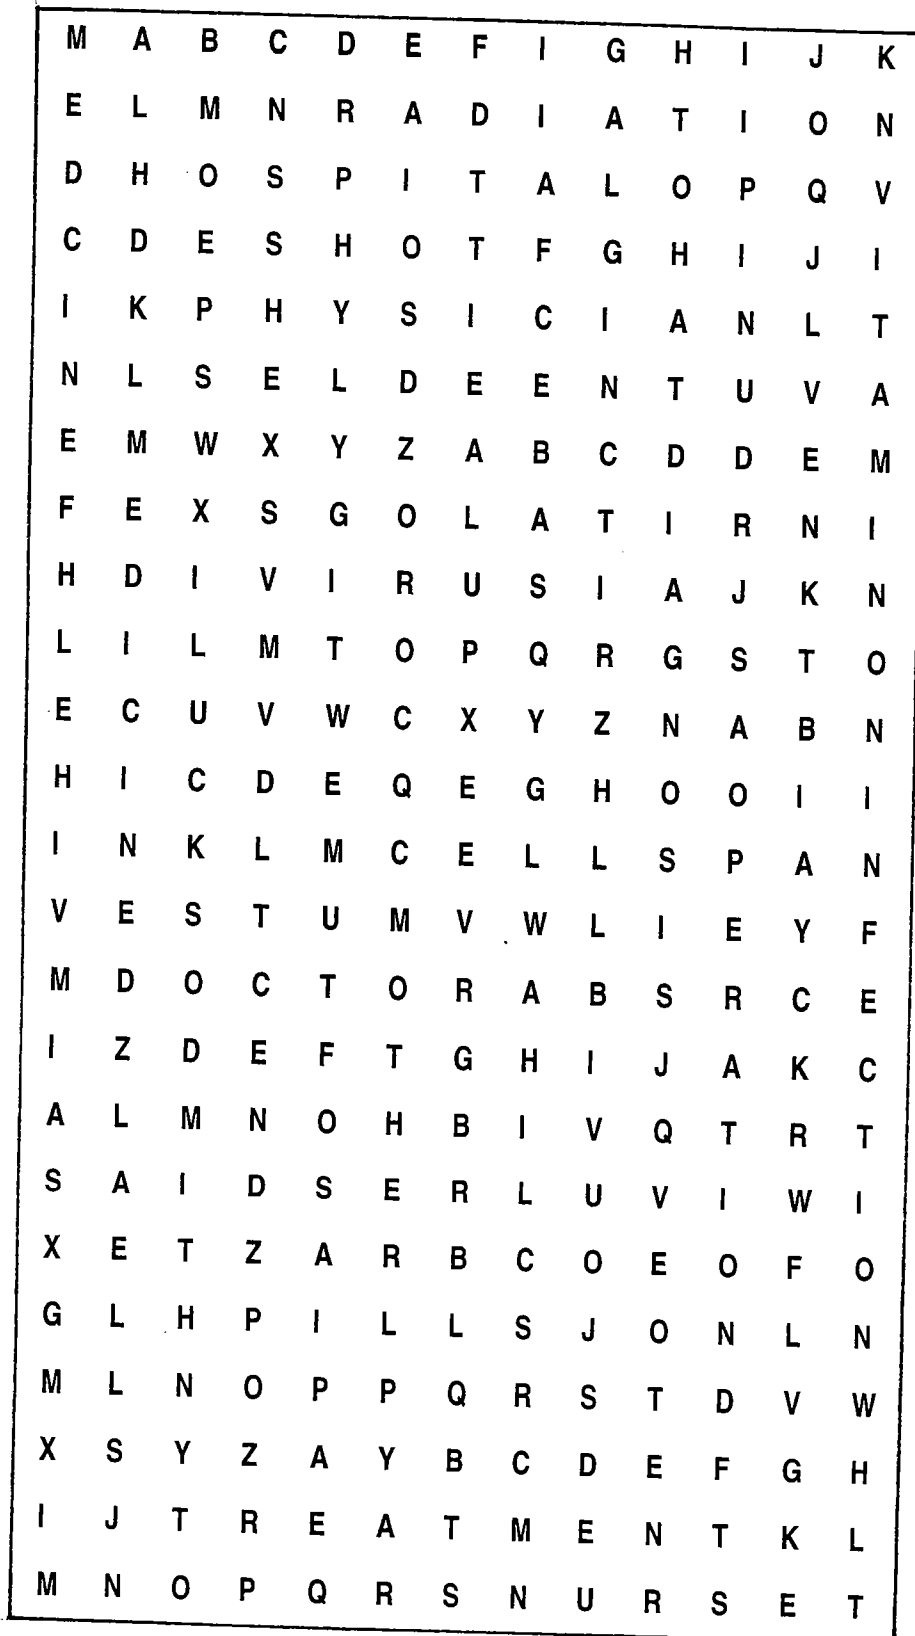 M A B C D E F I G H I J K
E L M N R A D I A T I O N
D H O S P I T A L O P Q V
C D E S H O T F G H I J I
I K P H Y S I C I A N L T
N L S E L D E E N T U V A
E M W X Y Z A B C D D E M
F E X S G O L A T I R N I
H D I V I R U S I A J K N
L I L M T O P Q R G S T O
E C U V W C X Y Z N A B N
H I C D E Q E G H O O I I
I N K L M C E L L S P A N
V E S T U M V W L I E Y F
M D O C T O R A B S R C E
I Z D E F T G H I J A K C
A L M N O H B I V Q T R T
S A I D S E R L U V I W I
X E T Z A R B C O E O F O
G L H P I L L S J O N L N
M L N O P P Q R S T D V W
X S Y Z A Y B C D E F G H
I J T R E A T M E N T K L
M N O P Q R S N U R S E T